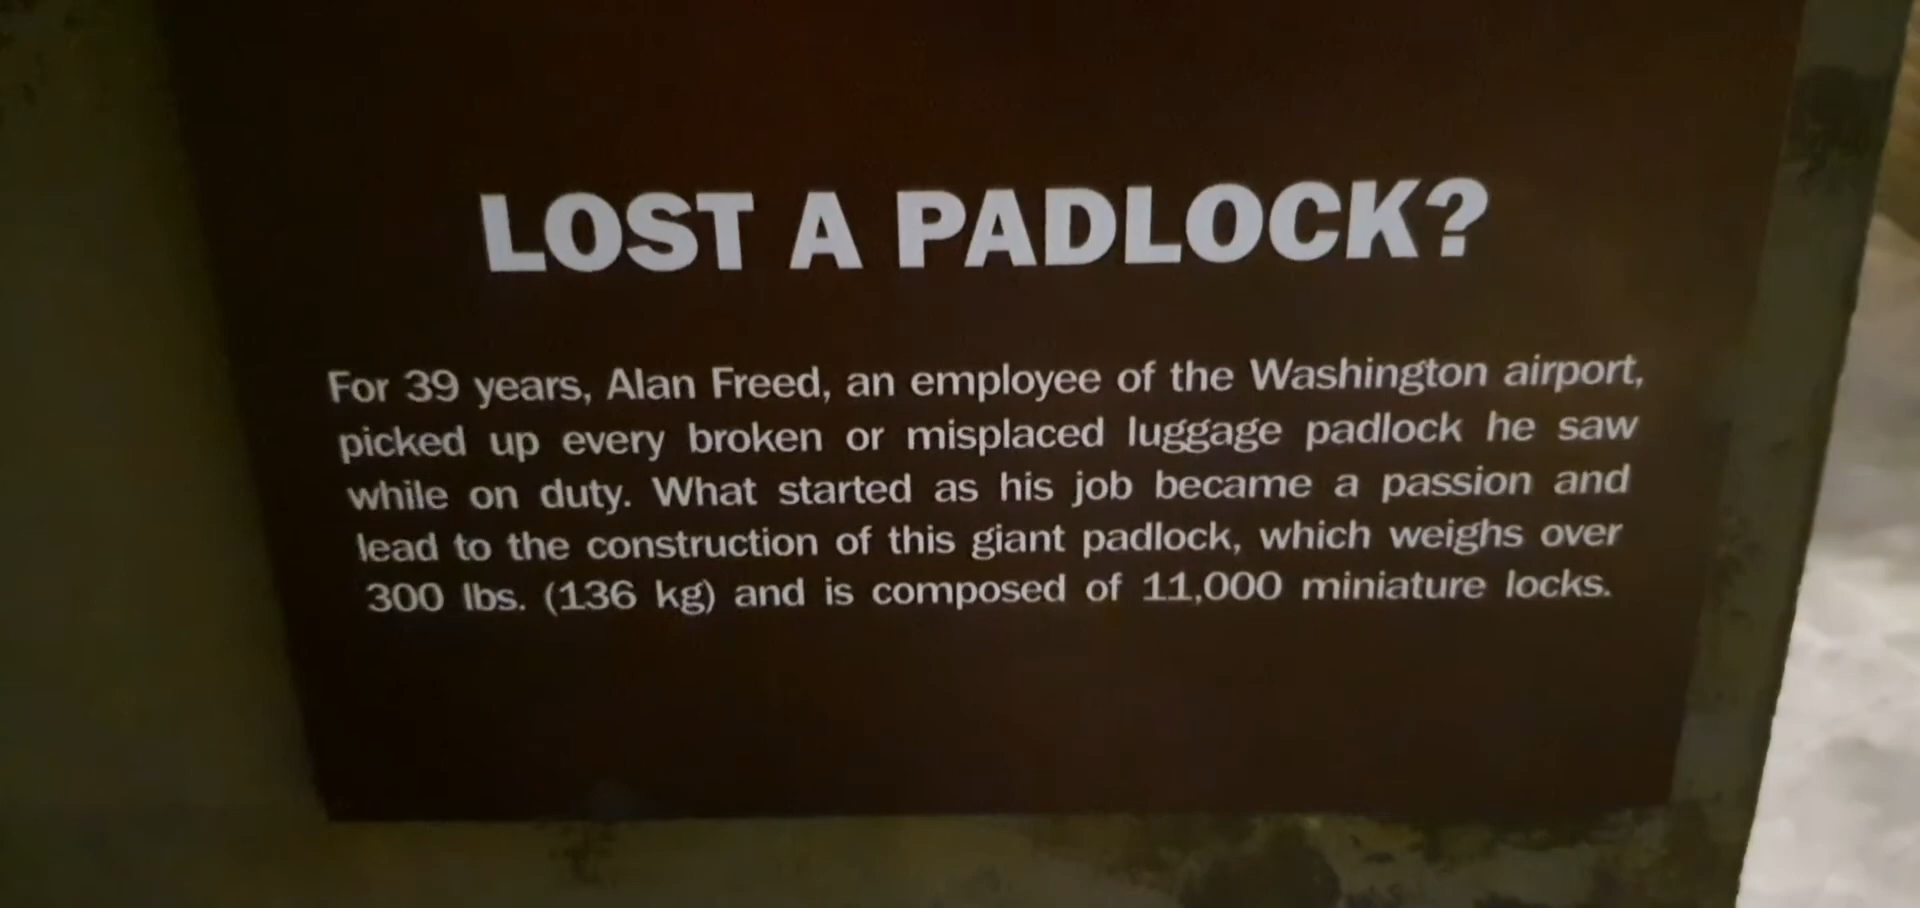 LOST A PADLOCK?
For 39 years, Alan Freed, an employee of the Washington airport,
picked up every broken or misplaced luggage padlock he saw
while on duty. What started as his job became a passion and
lead to the construction of this giant padlock, which weighs over
300 lbs. (136 kg) and is composed of 11,000 miniature locks.